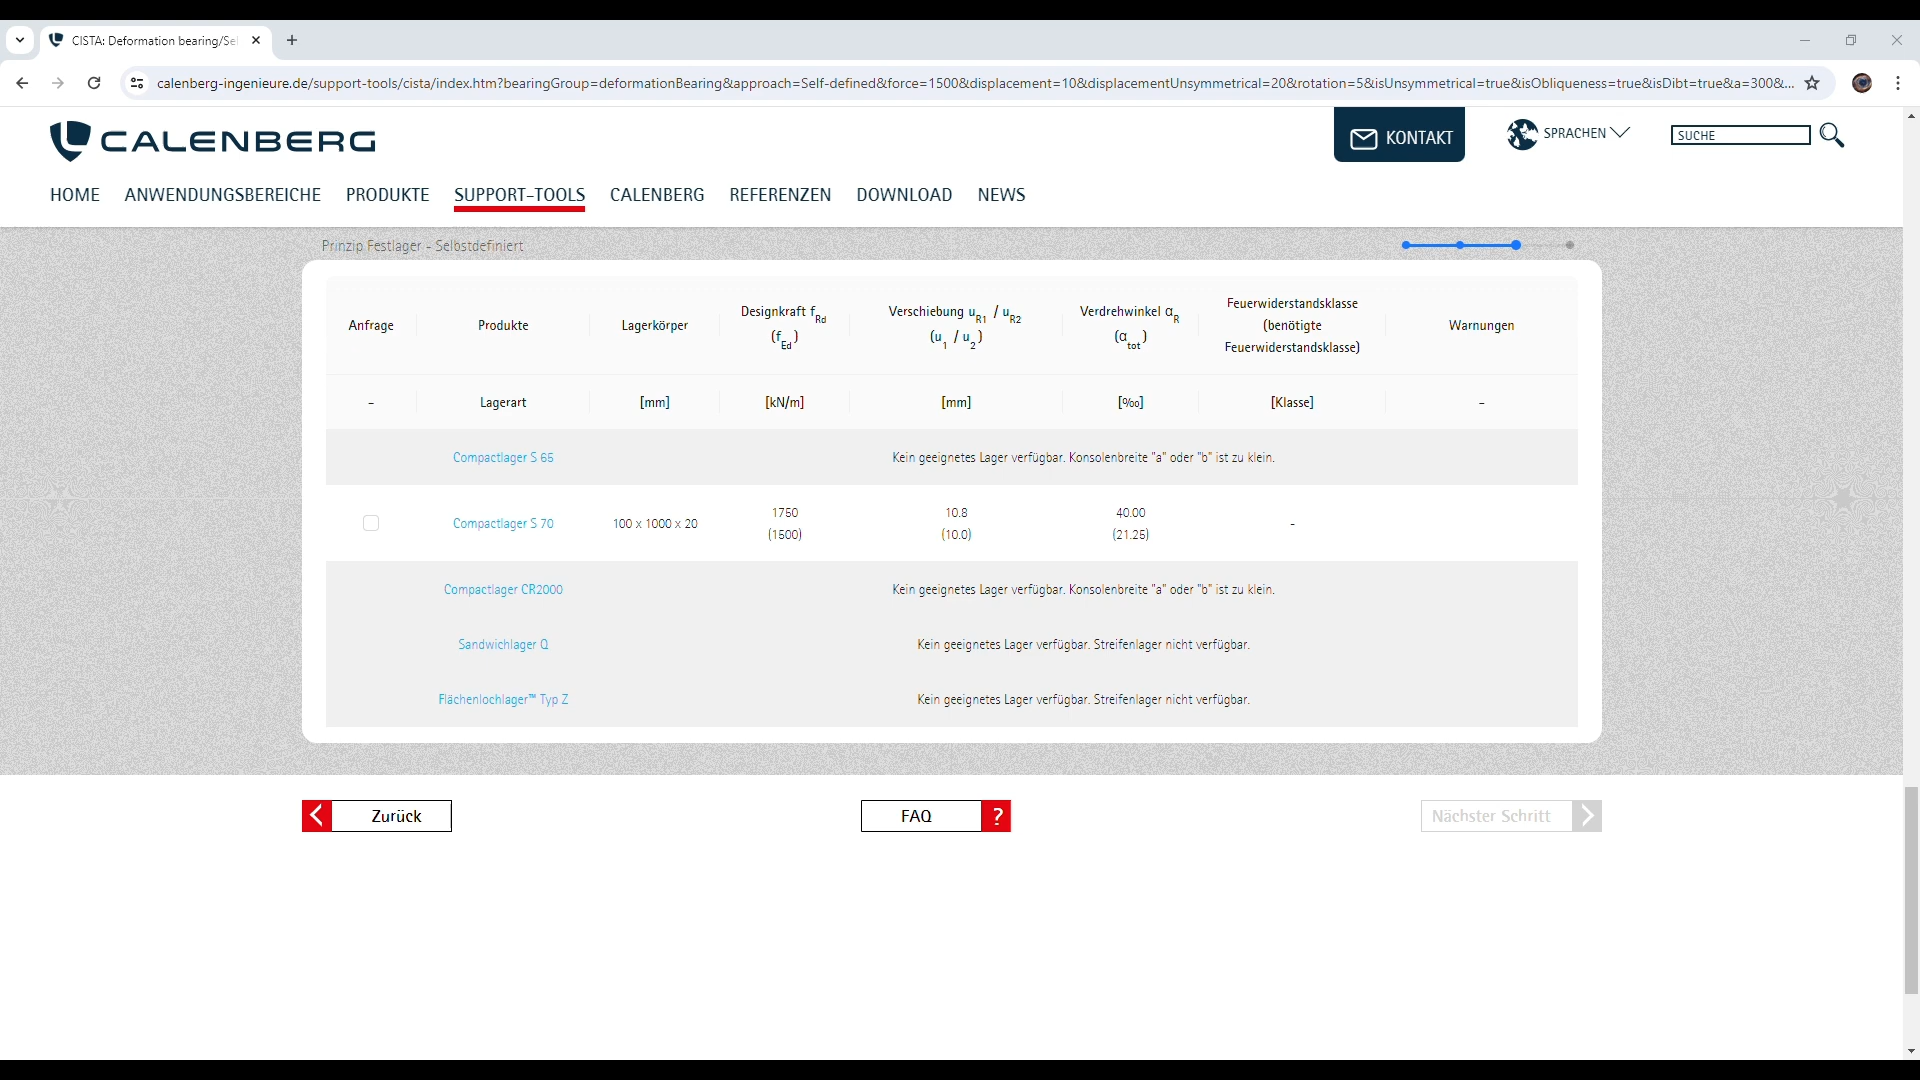 CISTA: Deformation bearing/Sel
calenberg-ingenieure.de/support-tools/cista/index.htm?bearingGroup=deformationBearing&approach=Self-defined&force=1500&displacement=10&displacementUnsymmetrical=20&rotation=5&isUnsymmetrical=true&isObliqueness=true&isDibt=true&a=300&...
CALENBERG
KONTAKT
SPRACHEN
SUCHE
HOME ANWENDUNGSBEREICHE PRODUKTE SUPPORT-TOOLS CALENBERG REFERENZEN DOWNLOAD NEWS
Prinzip Festlager - Selbstdefiniert
Anfrage Produkte Lagerkörper Designkraft fRd (fEd) Verschiebung uR1 / uR2 (u1 / u2) Verdrehwinkel αR (αtot) Feuerwiderstandsklasse (benötigte Feuerwiderstandsklasse) Warnungen
- Lagerart [mm] [kN/m] [mm] [‰] [Klasse] -
Compactlager S 65 Kein geeignetes Lager verfügbar. Konsolenbreite "a" oder "b" ist zu klein.
Compactlager S 70 100 x 1000 x 20 1750 (1500) 10.8 (10.0) 40.00 (21.25) -
Compactlager CR2000 Kein geeignetes Lager verfügbar. Konsolenbreite "a" oder "b" ist zu klein.
Sandwichlager Q Kein geeignetes Lager verfügbar. Streifenlager nicht verfügbar.
Flächenlochlager™ Typ Z Kein geeignetes Lager verfügbar. Streifenlager nicht verfügbar.
Zurück
FAQ ?
Nächster Schritt